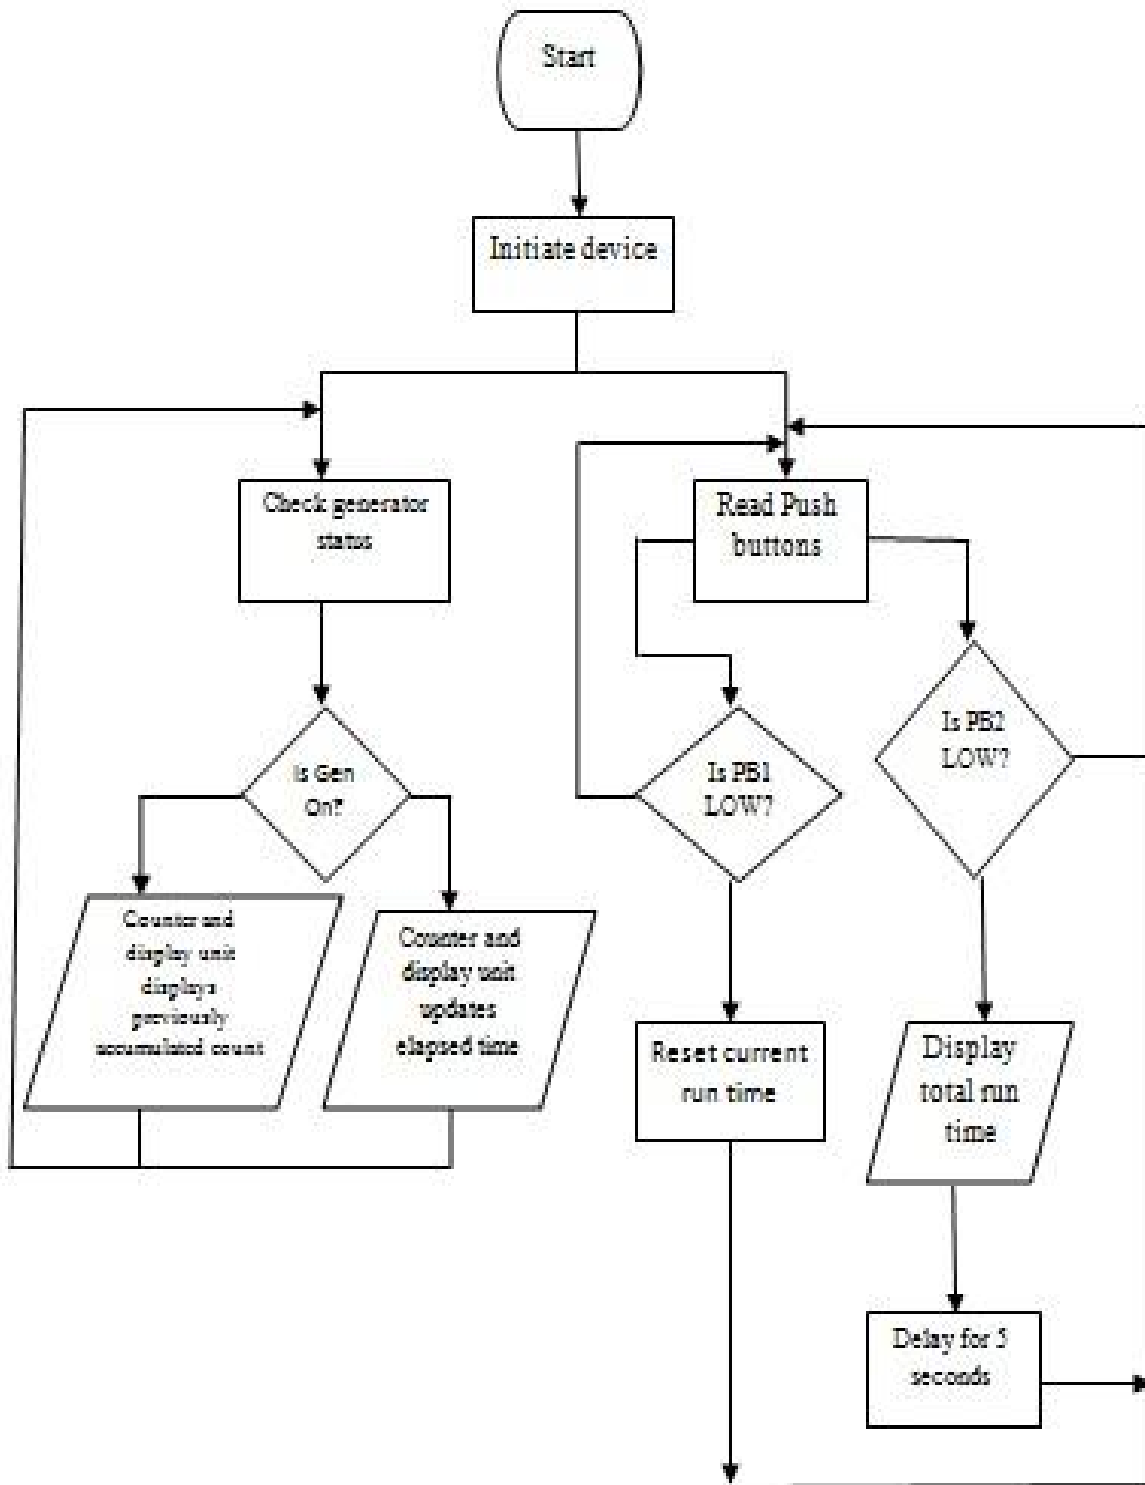 Start
Initiate device
Check generator
status
Read Push
buttons
Is Gen
On?
Is PB1
LOW?
Is PB2
LOW?
Counter and
display unit
displays
previously
accumulated count
Counter and
display unit
updates
elapsed time
Reset current
run time
Display
total run
time
Delay for 5
seconds